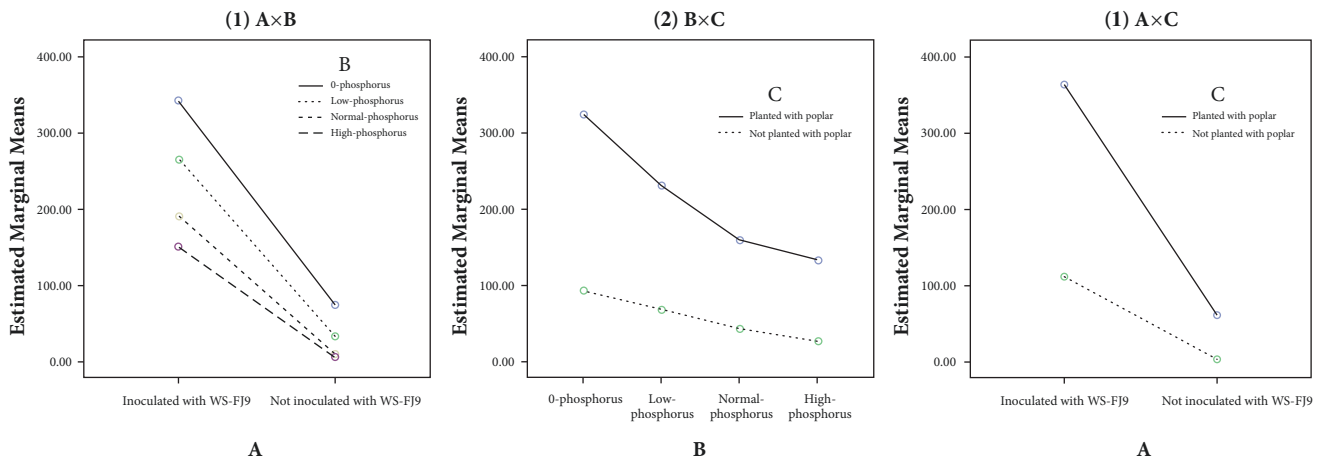 (1) A×B
Estimated Marginal Means
400.00
300.00
200.00
100.00
0.00
B
0-phosphorus
Low-phosphorus
Normal-phosphorus
High-phosphorus
Inoculated with WS-FJ9
Not inoculated with WS-FJ9
A
(2) B×C
Estimated Marginal Means
400.00
300.00
200.00
100.00
0.00
C
Planted with poplar
Not planted with poplar
0-phosphorus
Low-
phosphorus
Normal-
phosphorus
High-
phosphorus
B
(1) A×C
Estimated Marginal Means
400.00
300.00
200.00
100.00
0.00
C
Planted with poplar
Not planted with poplar
Inoculated with WS-FJ9
Not inoculated with WS-FJ9
A